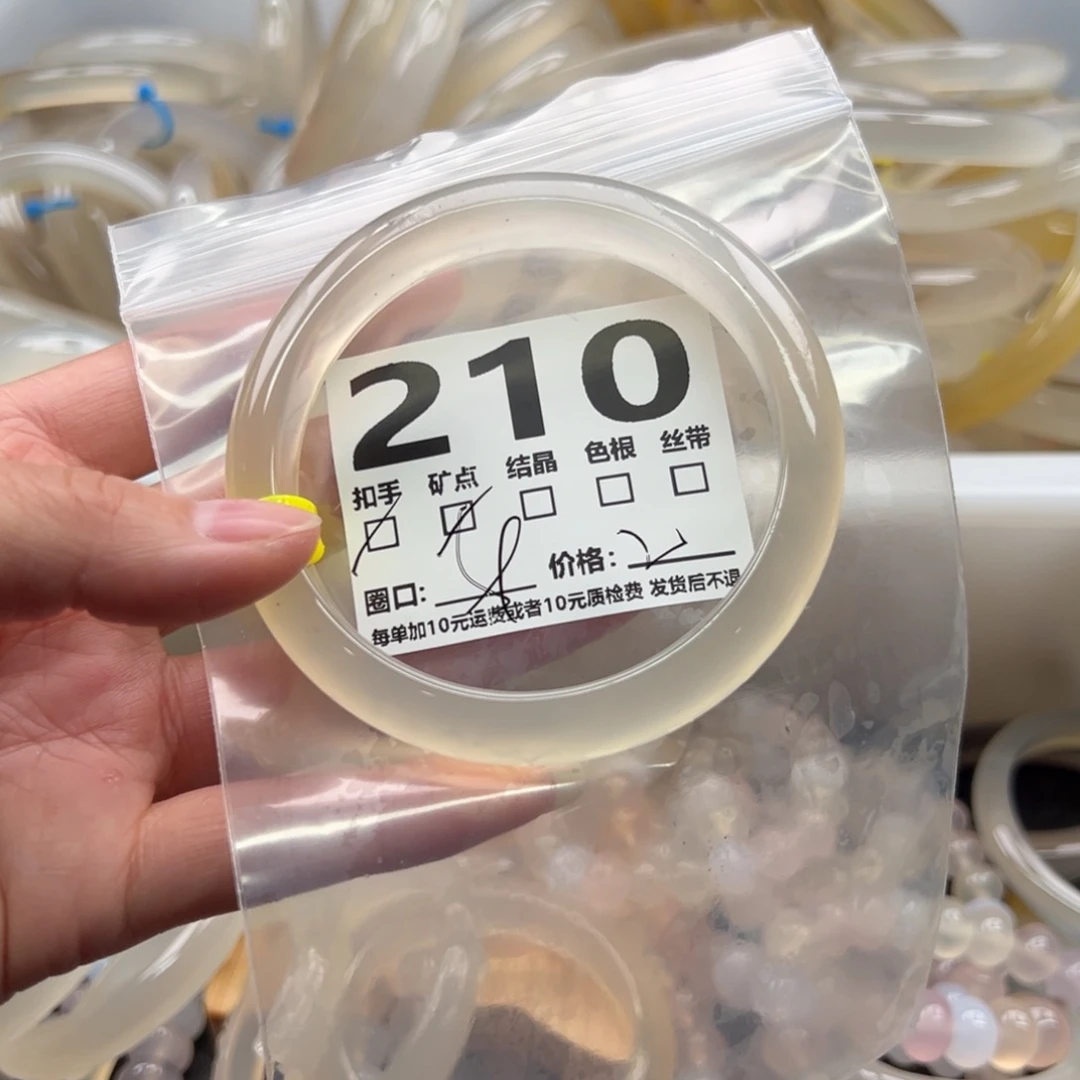 210
扣手 矿点 结晶 色根 丝带
圈口: 价格:
每单加10元运费或者10元质检费 发货后不退